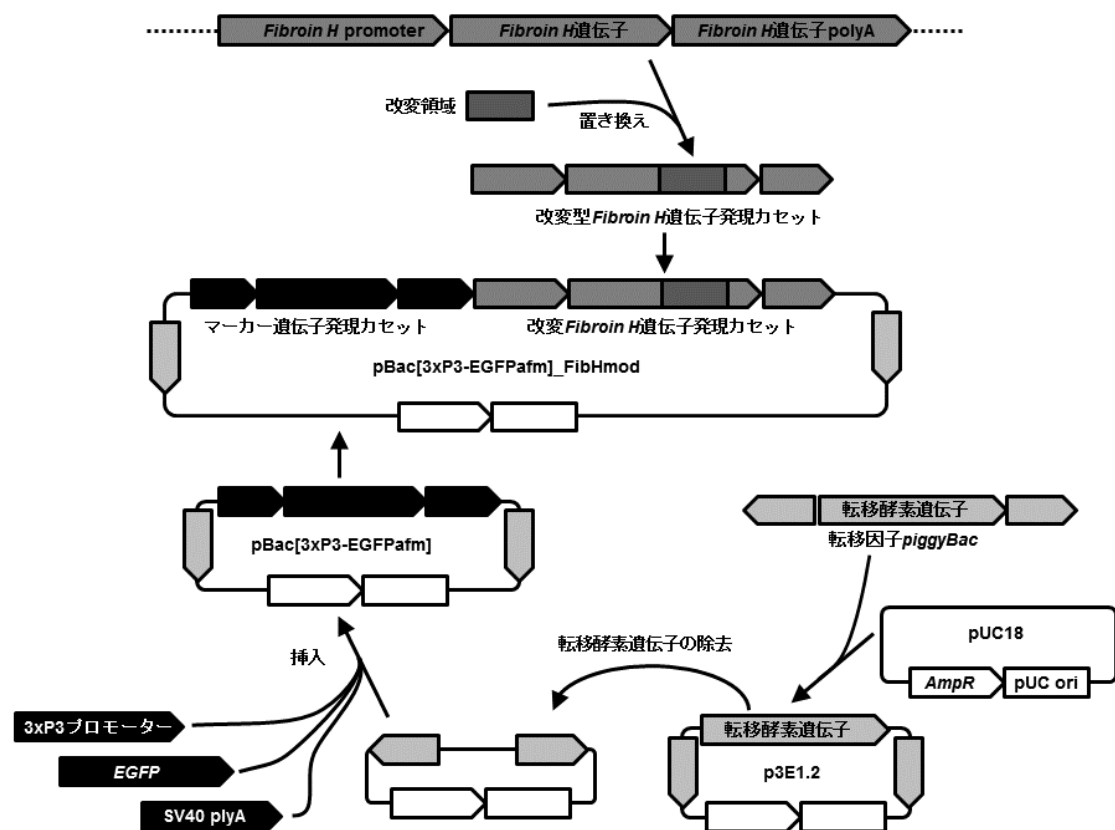 Fibroin H promoter
Fibroin H遺伝子
Fibroin H遺伝子polyA
改変領域
置き換え
改変型Fibroin H遺伝子発現カセット
マーカー遺伝子発現カセット
改変Fibroin H遺伝子発現カセット
pBac[3xP3-EGFPafm]_FibHmod
転移酵素遺伝子
転移因子piggyBac
pBac[3xP3-EGFPafm]
pUC18
AmpR
pUC ori
転移酵素遺伝子の除去
挿入
3xP3プロモーター
EGFP
SV40 plyA
転移酵素遺伝子
p3E1.2